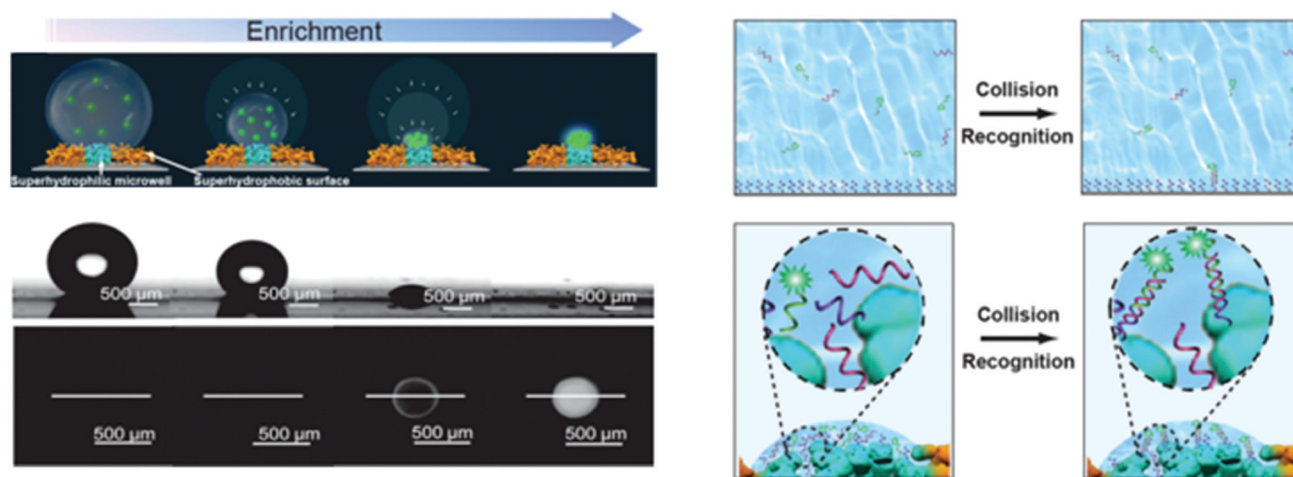 Enrichment
Superhydrophilic microwell
Superhydrophobic surface
500 µm
500 µm
500 µm
500 µm
500 µm
500 µm
500 µm
500 µm
Collision
Recognition
Collision
Recognition